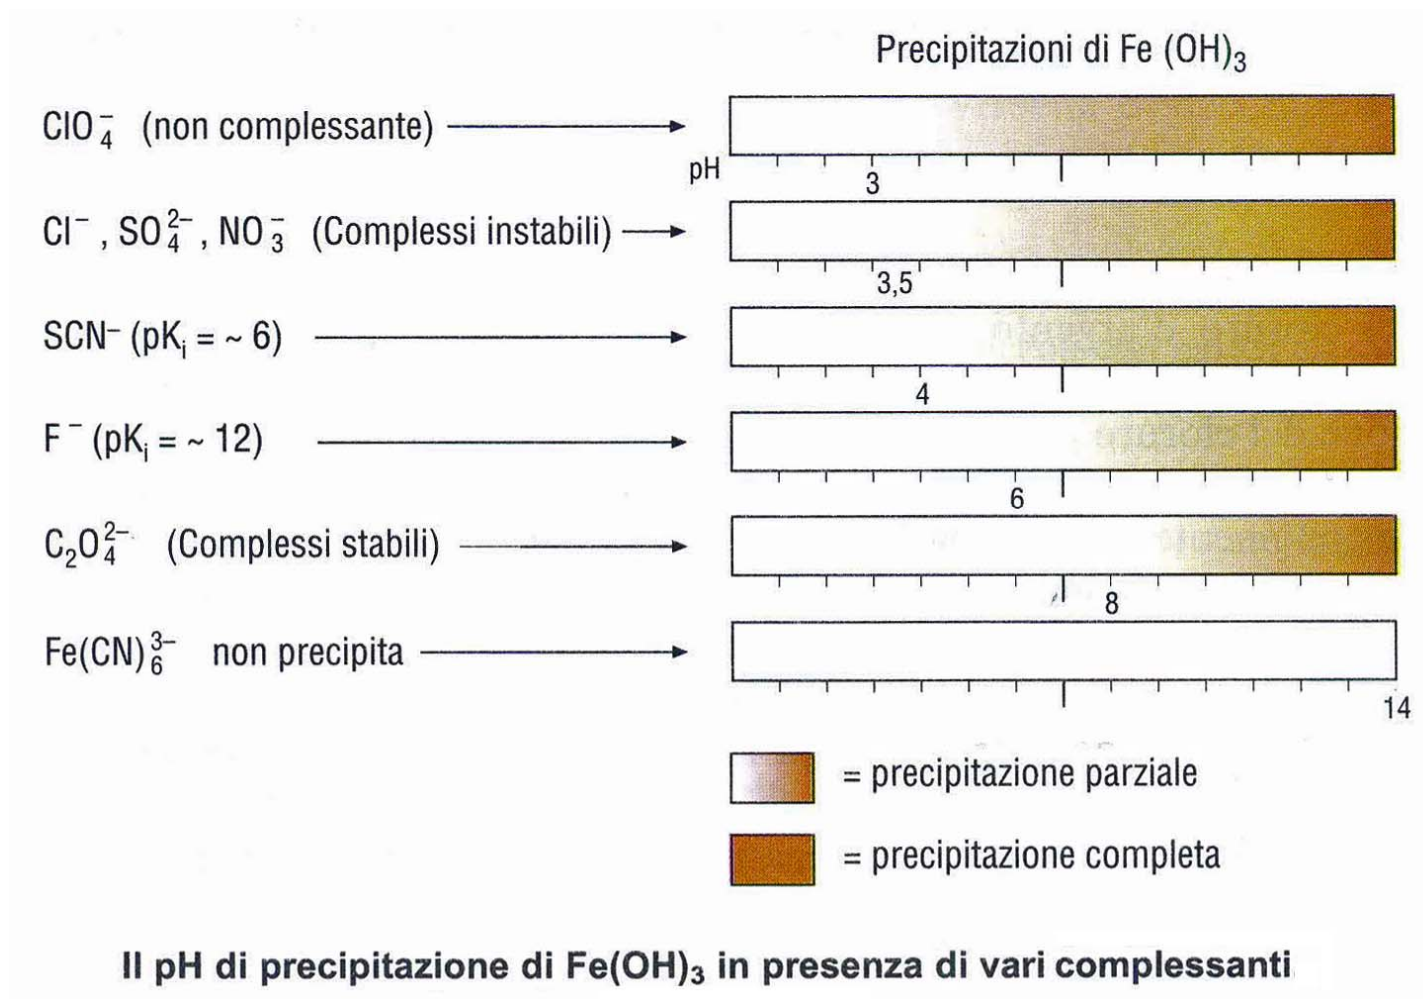 Precipitazioni di Fe (OH)₃
ClO₄⁻ (non complessante)
pH
3
Cl⁻ , SO₄²⁻ , NO₃⁻ (Complessi instabili)
3,5
SCN⁻ (pKᵢ = ~ 6)
4
F⁻ (pKᵢ = ~ 12)
6
C₂O₄²⁻ (Complessi stabili)
8
Fe(CN)₆³⁻ non precipita
14
= precipitazione parziale
= precipitazione completa
Il pH di precipitazione di Fe(OH)₃ in presenza di vari complessanti